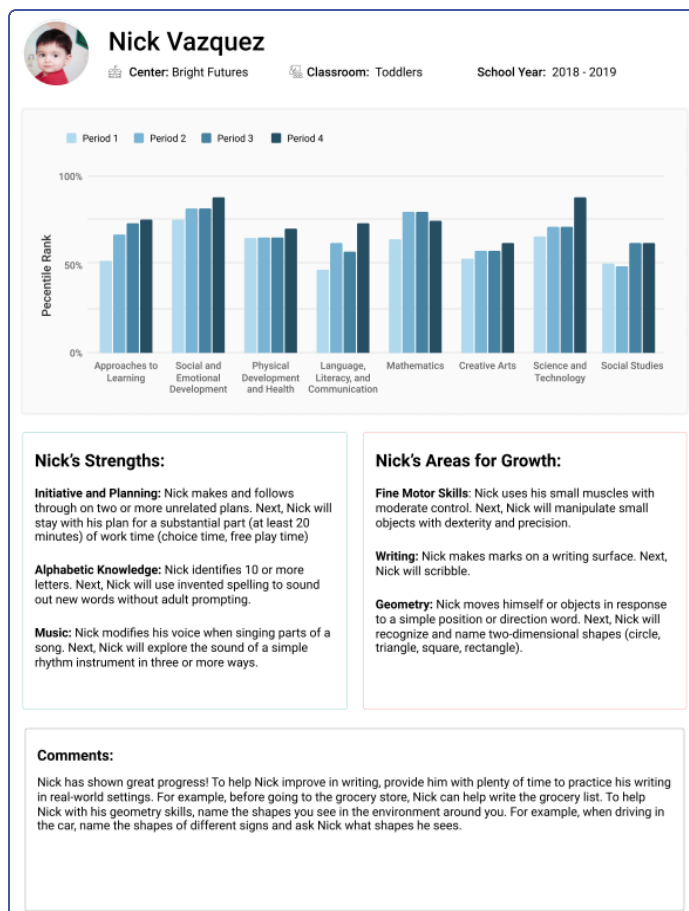 Nick Vazquez
Center: Bright Futures
Classroom: Toddlers
School Year: 2018 - 2019
Period 1
Period 2
Period 3
Period 4
100%
50%
0%
Pecentile Rank
Approaches to
Learning
Social and
Emotional
Development
Physical
Development
and Health
Language,
Literacy, and
Communication
Mathematics
Creative Arts
Science and
Technology
Social Studies
Nick's Strengths:
Initiative and Planning: Nick makes and follows
through on two or more unrelated plans. Next, Nick will
stay with his plan for a substantial part (at least 20
minutes) of work time (choice time, free play time)
Alphabetic Knowledge: Nick identifies 10 or more
letters. Next, Nick will use invented spelling to sound
out new words without adult prompting.
Music: Nick modifies his voice when singing parts of a
song. Next, Nick will explore the sound of a simple
rhythm instrument in three or more ways.
Nick's Areas for Growth:
Fine Motor Skills: Nick uses his small muscles with
moderate control. Next, Nick will manipulate small
objects with dexterity and precision.
Writing: Nick makes marks on a writing surface. Next,
Nick will scribble.
Geometry: Nick moves himself or objects in response
to a simple position or direction word. Next, Nick will
recognize and name two-dimensional shapes (circle,
triangle, square, rectangle).
Comments:
Nick has shown great progress! To help Nick improve in writing, provide him with plenty of time to practice his writing
in real-world settings. For example, before going to the grocery store, Nick can help write the grocery list. To help
Nick with his geometry skills, name the shapes you see in the environment around you. For example, when driving in
the car, name the shapes of different signs and ask Nick what shapes he sees.